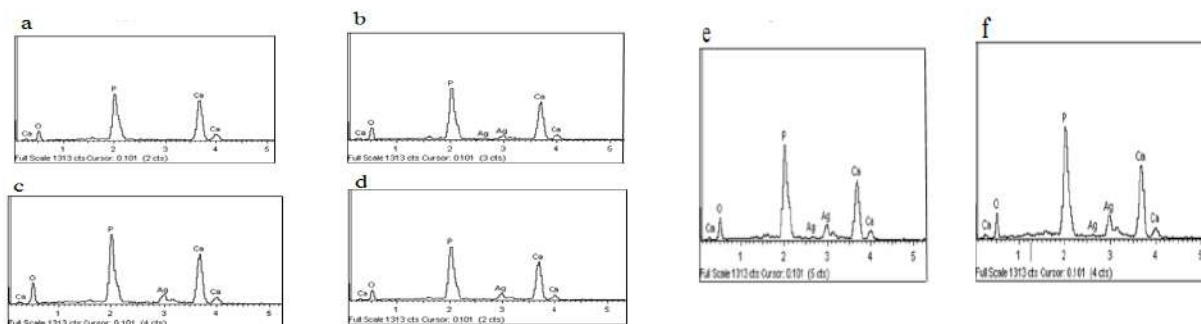 a
P
Ca
Ca O Ca
1 2 3 4 5
Full Scale 1313 cts Cursor: 0.101 (2 cts)
b
P
Ca
Ca O Ag Ag Ca
1 2 3 4 5
Full Scale 1313 cts Cursor: 0.101 (3 cts)
c
P
Ca
Ca O Ag Ca
1 2 3 4 5
Full Scale 1313 cts Cursor: 0.101 (4 cts)
d
P
Ca
Ca O Ag Ca
1 2 3 4 5
Full Scale 1313 cts Cursor: 0.101 (2 cts)
e
P
Ca
Ca O Ag Ag Ca
1 2 3 4 5
Full Scale 1313 cts Cursor: 0.101 (5 cts)
f
P
Ca
Ca O Ag Ag Ca
1 2 3 4 5
Full Scale 1313 cts Cursor: 0.101 (4 cts)